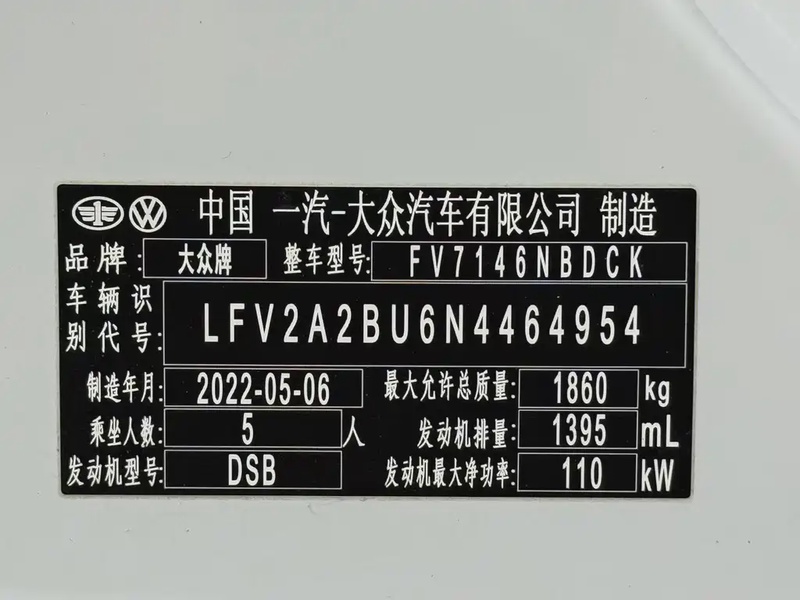 中国 一汽-大众汽车有限公司 制造
品牌: 大众牌 整车型号: FV7146NBDCK
车辆识
别代号: LFV2A2BU6N4464954
制造年月: 2022-05-06 最大允许总质量: 1860 kg
乘坐人数: 5 人 发动机排量: 1395 mL
发动机型号: DSB 发动机最大净功率: 110 kW